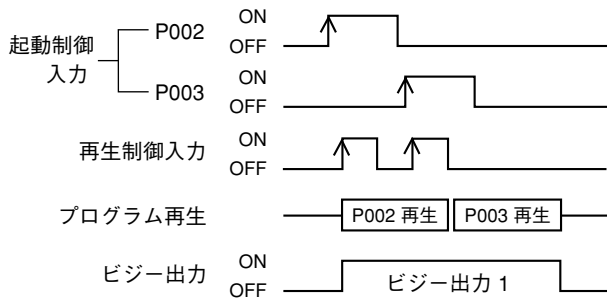 起動制御
入力
P002
ON
OFF
P003
ON
OFF
再生制御入力
ON
OFF
プログラム再生
P002 再生
P003 再生
ビジー出力
ON
OFF
ビジー出力 1